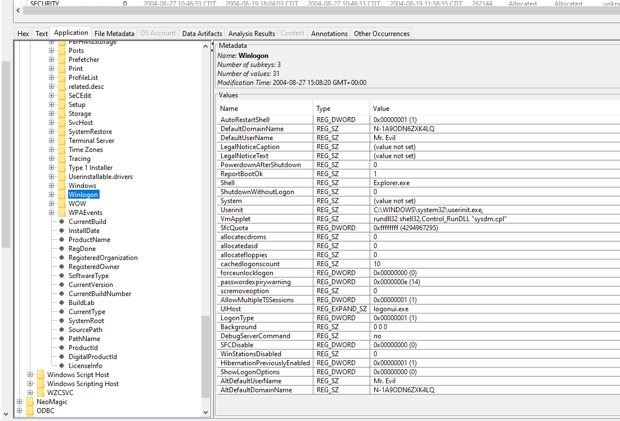 SECURITY 0 2004-08-27 10:46:33 CDT 2004-08-19 18:04:03 CDT 2004-08-27 10:46:33 CDT 2004-08-19 11:58:55 CDT 262144 Allocated Allocated
Hex Text Application File Metadata OS Account Data Artifacts Analysis Results Context Annotations Other Occurrences
PerHwIdStorage
Ports
Prefetcher
Print
ProfileList
related.desc
SeCEdit
Setup
Storage
SvcHost
SystemRestore
Terminal Server
Time Zones
Tracing
Type 1 Installer
Userinstallable.drivers
Windows
Winlogon
WOW
WPAEvents
CurrentBuild
InstallDate
ProductName
RegDone
RegisteredOrganization
RegisteredOwner
SoftwareType
CurrentVersion
CurrentBuildNumber
BuildLab
CurrentType
SystemRoot
SourcePath
PathName
ProductId
DigitalProductId
LicenseInfo
Windows Script Host
Windows Scripting Host
WZCSVC
NeoMagic
ODBC
Metadata
Name: Winlogon
Number of subkeys: 3
Number of values: 31
Modification Time: 2004-08-27 15:08:20 GMT+00:00
Values
Name Type Value
AutoRestartShell REG_DWORD 0x00000001 (1)
DefaultDomainName REG_SZ N-1A9ODN6ZXK4LQ
DefaultUserName REG_SZ Mr. Evil
LegalNoticeCaption REG_SZ (value not set)
LegalNoticeText REG_SZ (value not set)
PowerdownAfterShutdown REG_SZ 0
ReportBootOk REG_SZ 1
Shell REG_SZ Explorer.exe
ShutdownWithoutLogon REG_SZ 0
System REG_SZ (value not set)
Userinit REG_SZ C:\WINDOWS\system32\userinit.exe,
VmApplet REG_SZ rundll32 shell32,Control_RunDLL "sysdm.cpl"
SfcQuota REG_DWORD 0xffffffff (4294967295)
allocatecdroms REG_SZ 0
allocatedasd REG_SZ 0
allocatefloppies REG_SZ 0
cachedlogonscount REG_SZ 10
forceunlocklogon REG_DWORD 0x00000000 (0)
passwordexpirywarning REG_DWORD 0x0000000e (14)
scremoveoption REG_SZ 0
AllowMultipleTSSessions REG_DWORD 0x00000001 (1)
UIHost REG_EXPAND_SZ logonui.exe
LogonType REG_DWORD 0x00000001 (1)
Background REG_SZ 0 0 0
DebugServerCommand REG_SZ no
SFCDisable REG_DWORD 0x00000000 (0)
WinStationsDisabled REG_SZ 0
HibernationPreviouslyEnabled REG_DWORD 0x00000001 (1)
ShowLogonOptions REG_DWORD 0x00000000 (0)
AltDefaultUserName REG_SZ Mr. Evil
AltDefaultDomainName REG_SZ N-1A9ODN6ZXK4LQ